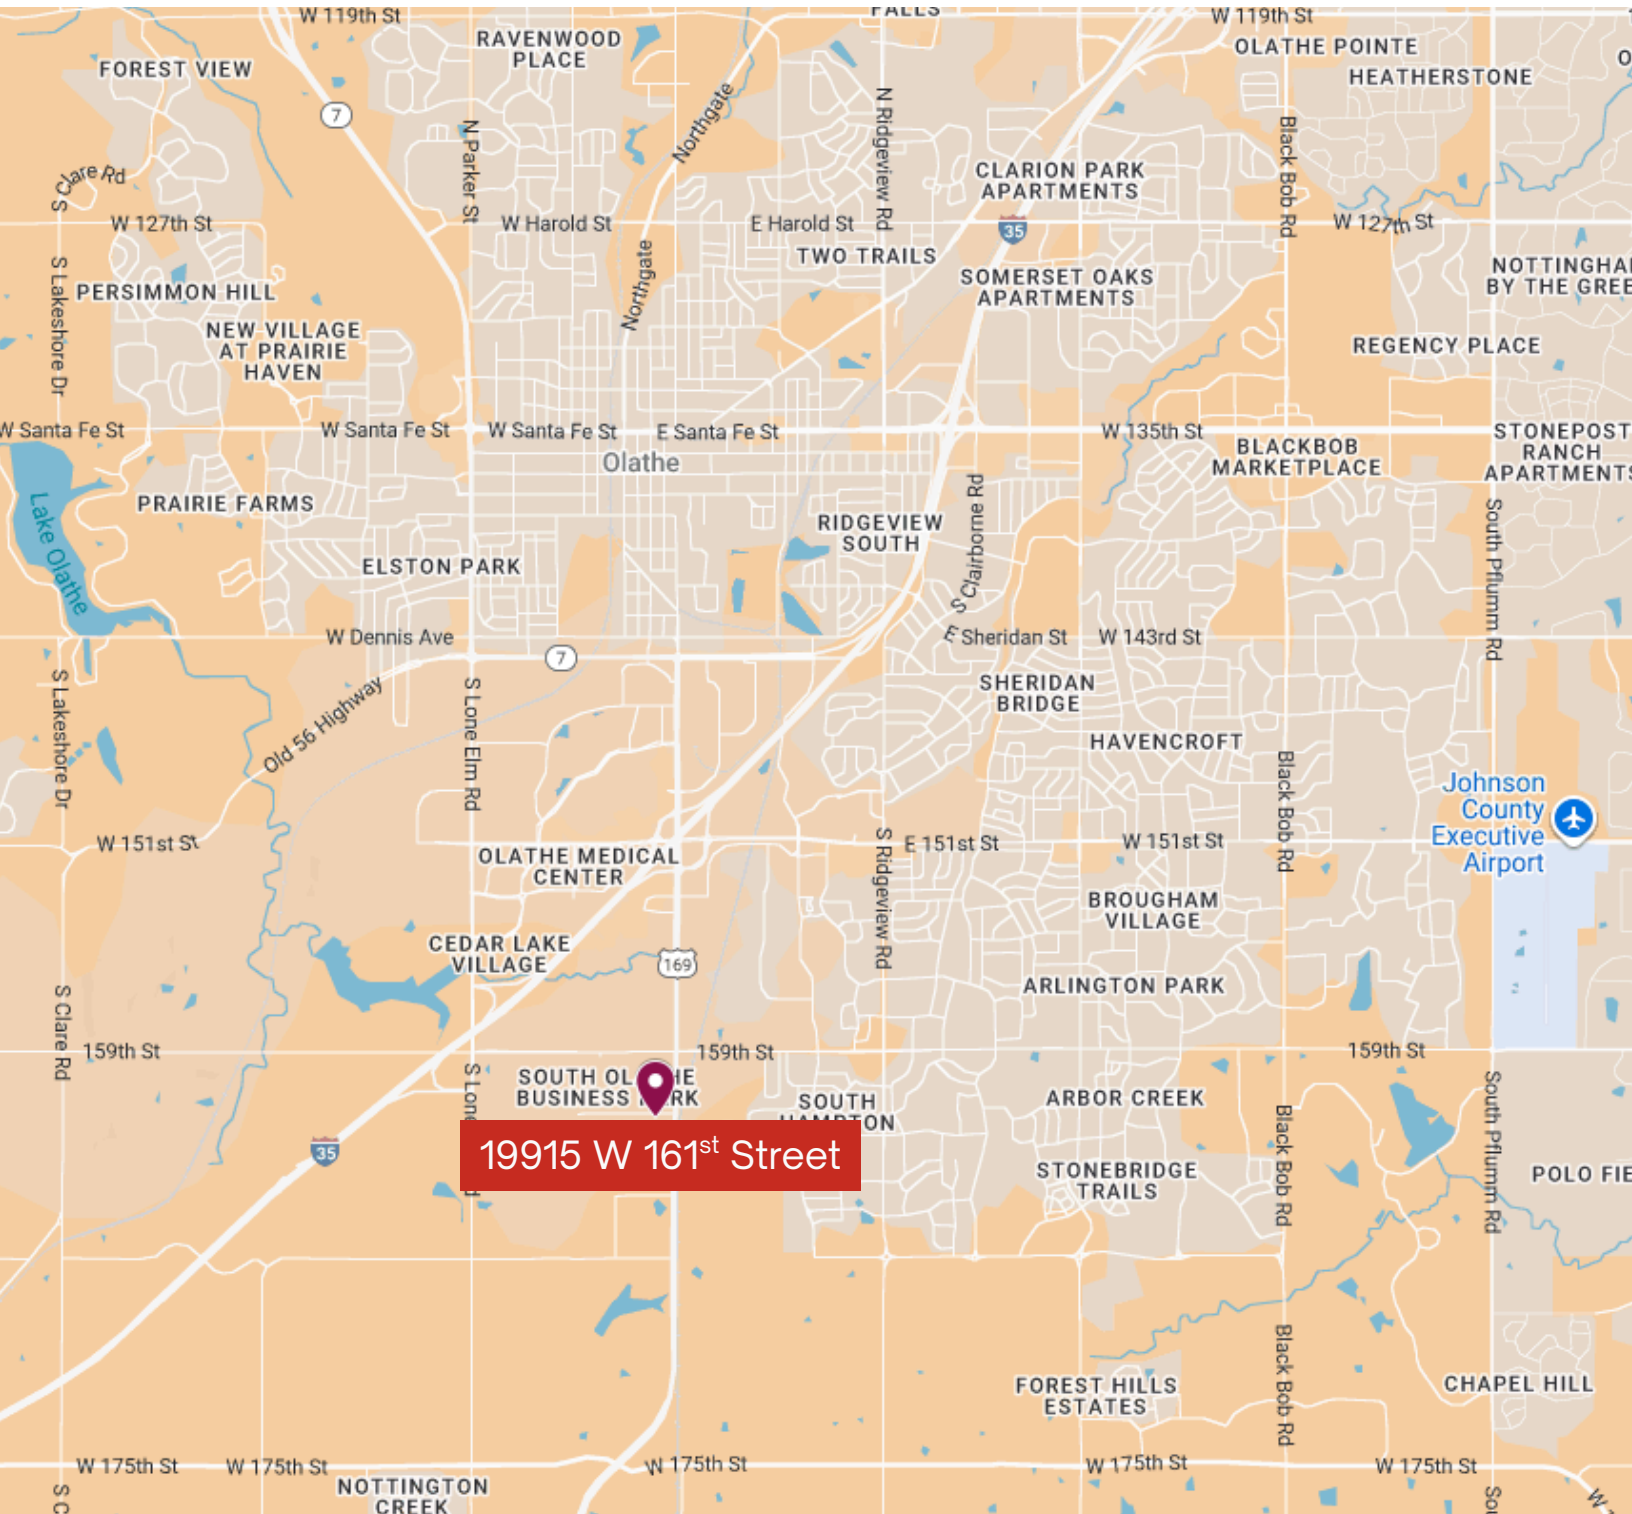 W 119th St
FALLS
W 119th St
RAVENWOOD
PLACE
OLATHE POINTE
HEATHERSTONE
FOREST VIEW
7
Northgate
N Ridgeview Rd
N Parker St
Black Bob Rd
S Clare Rd
CLARION PARK
APARTMENTS
S
W 127th St
W Harold St
E Harold St
35
W 127th St
TWO TRAILS
S Lakeshore Dr
Northgate
PERSIMMON HILL
SOMERSET OAKS
APARTMENTS
NOTTINGHA
BY THE GREE
NEW VILLAGE
AT PRAIRIE
HAVEN
REGENCY PLACE
W Santa Fe St
W Santa Fe St
W Santa Fe St
E Santa Fe St
W 135th St
Olathe
BLACKBOB
MARKETPLACE
STONEPOST
RANCH
APARTMENTS
Lake Olathe
PRAIRIE FARMS
RIDGEVIEW
SOUTH
S Clairborne Rd
South Pflumm Rd
ELSTON PARK
W Dennis Ave
E Sheridan St
W 143rd St
7
S Lakeshore Dr
Old 56 Highway
S Lone Elm Rd
SHERIDAN
BRIDGE
HAVENCROFT
Black Bob Rd
Johnson
County
Executive
Airport
W 151st St
OLATHE MEDICAL
CENTER
S Ridgeview Rd
E 151st St
W 151st St
BROUGHAM
VILLAGE
CEDAR LAKE
VILLAGE
169
ARLINGTON PARK
S Clare Rd
159th St
159th St
159th St
SOUTH OL HE
BUSINESS RK
S Lone
d
SOUTH
HAMPTON
ARBOR CREEK
South Pflumm Rd
Black Bob Rd
35
19915 W 161st Street
STONEBRIDGE
TRAILS
POLO FIE
Black Bob Rd
FOREST HILLS
ESTATES
CHAPEL HILL
W 175th St
W 175th St
W 175th St
W 175th St
W 175th St
NOTTINGTON
CREEK
S C
Sou